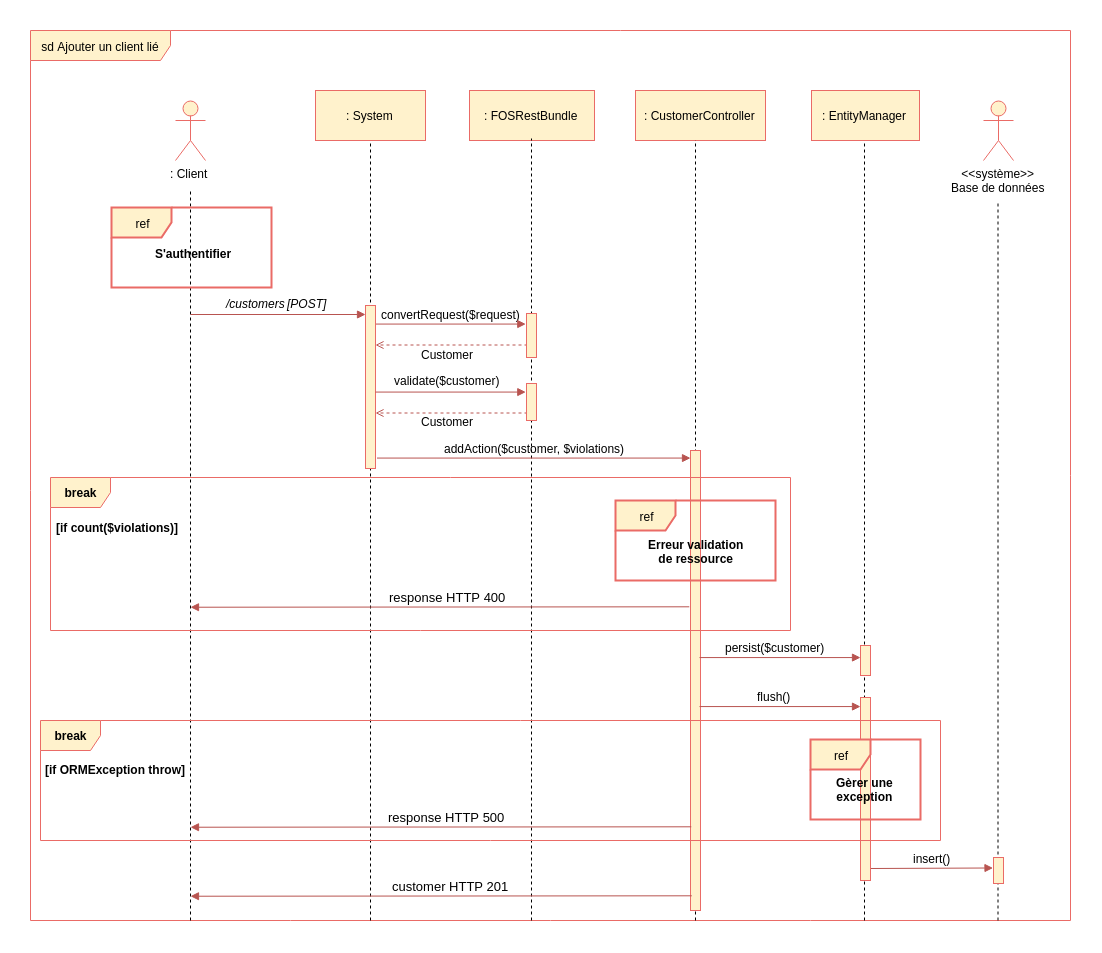 sd Ajouter un client lié
: Client
: System
: FOSRestBundle
: CustomerController
: EntityManager
<<système>>
Base de données
ref
S'authentifier
/customers [POST]
convertRequest($request)
Customer
validate($customer)
Customer
addAction($customer, $violations)
break
[if count($violations)]
ref
Erreur validation
de ressource
response HTTP 400
persist($customer)
flush()
break
[if ORMException throw]
ref
Gèrer une
exception
response HTTP 500
insert()
customer HTTP 201